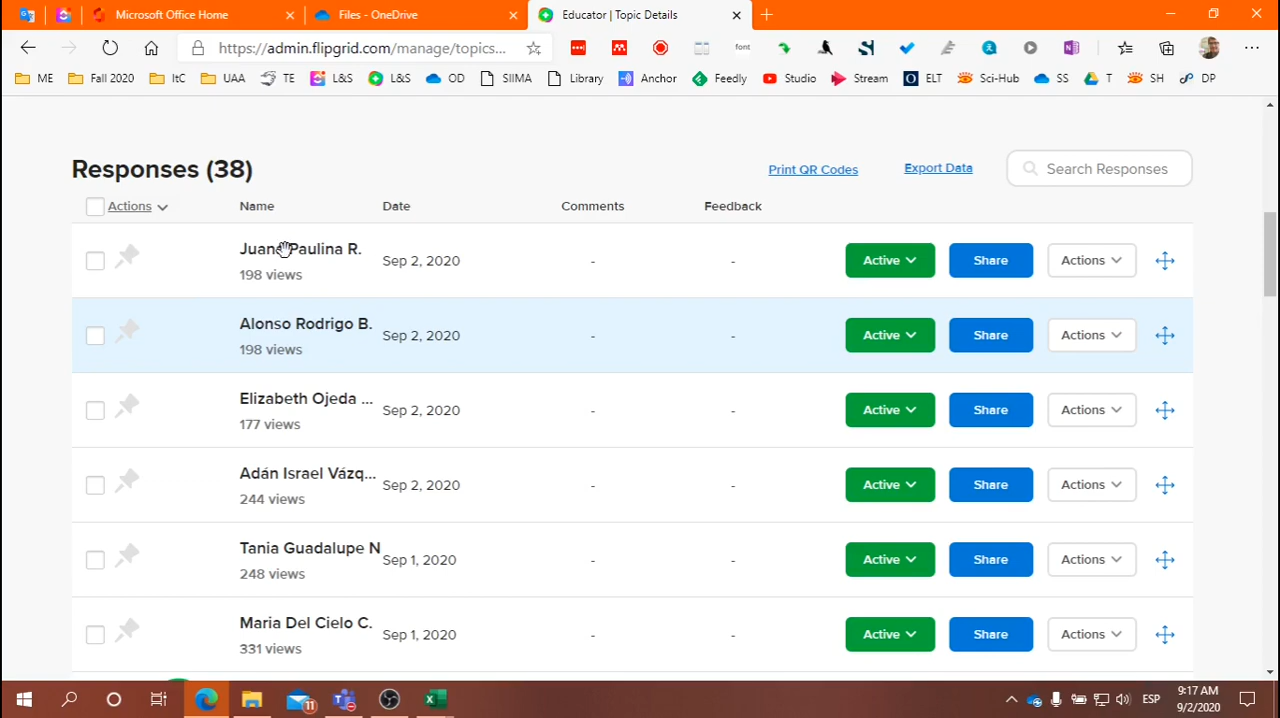 Microsoft Office Home
Files - OneDrive
Educator | Topic Details
https://admin.flipgrid.com/manage/topics...
font
ME
Fall 2020
ItC
UAA
TE
L&S
L&S
OD
SIIMA
Library
Anchor
Feedly
Studio
Stream
ELT
Sci-Hub
SS
T
SH
DP
Responses (38)
Print QR Codes
Export Data
Search Responses
Actions
Name
Date
Comments
Feedback
Juana Paulina R.
198 views
Sep 2, 2020
-
-
Active
Share
Actions
Alonso Rodrigo B.
198 views
Sep 2, 2020
-
-
Active
Share
Actions
Elizabeth Ojeda ...
177 views
Sep 2, 2020
-
-
Active
Share
Actions
Adán Israel Vázq...
244 views
Sep 2, 2020
-
-
Active
Share
Actions
Tania Guadalupe N
248 views
Sep 1, 2020
-
-
Active
Share
Actions
Maria Del Cielo C.
331 views
Sep 1, 2020
-
-
Active
Share
Actions
11
ESP
9:17 AM
9/2/2020